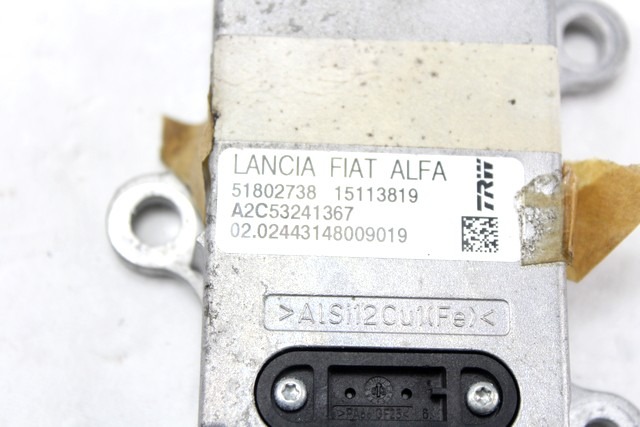 LANCIA FIAT ALFA
51802738 15113819
A2C53241367
02.02443148009019
TRW
>AlSi12Cu1(Fe)<